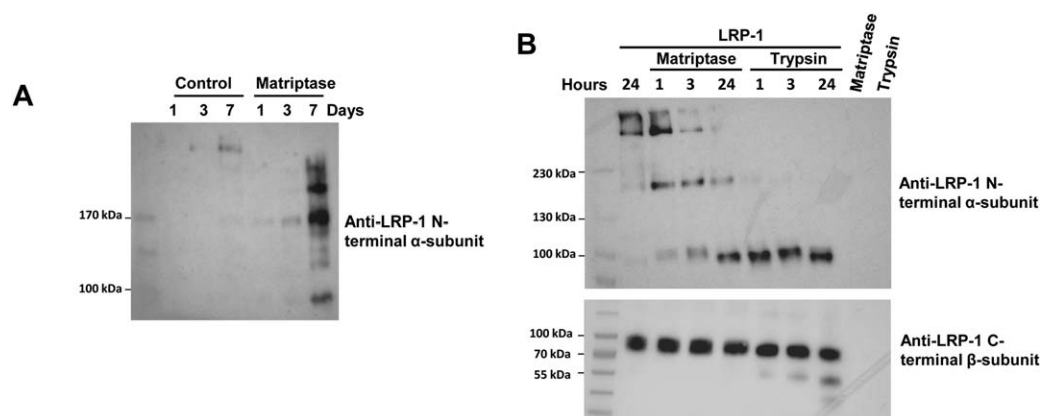 A
Control Matriptase
1 3 7 1 3 7 Days
170 kDa
100 kDa
Anti-LRP-1 N-
terminal α-subunit
B
LRP-1
Matriptase Trypsin
Matriptase
Trypsin
Hours 24 1 3 24 1 3 24
230 kDa
130 kDa
100 kDa
Anti-LRP-1 N-
terminal α-subunit
100 kDa
70 kDa
55 kDa
Anti-LRP-1 C-
terminal β-subunit